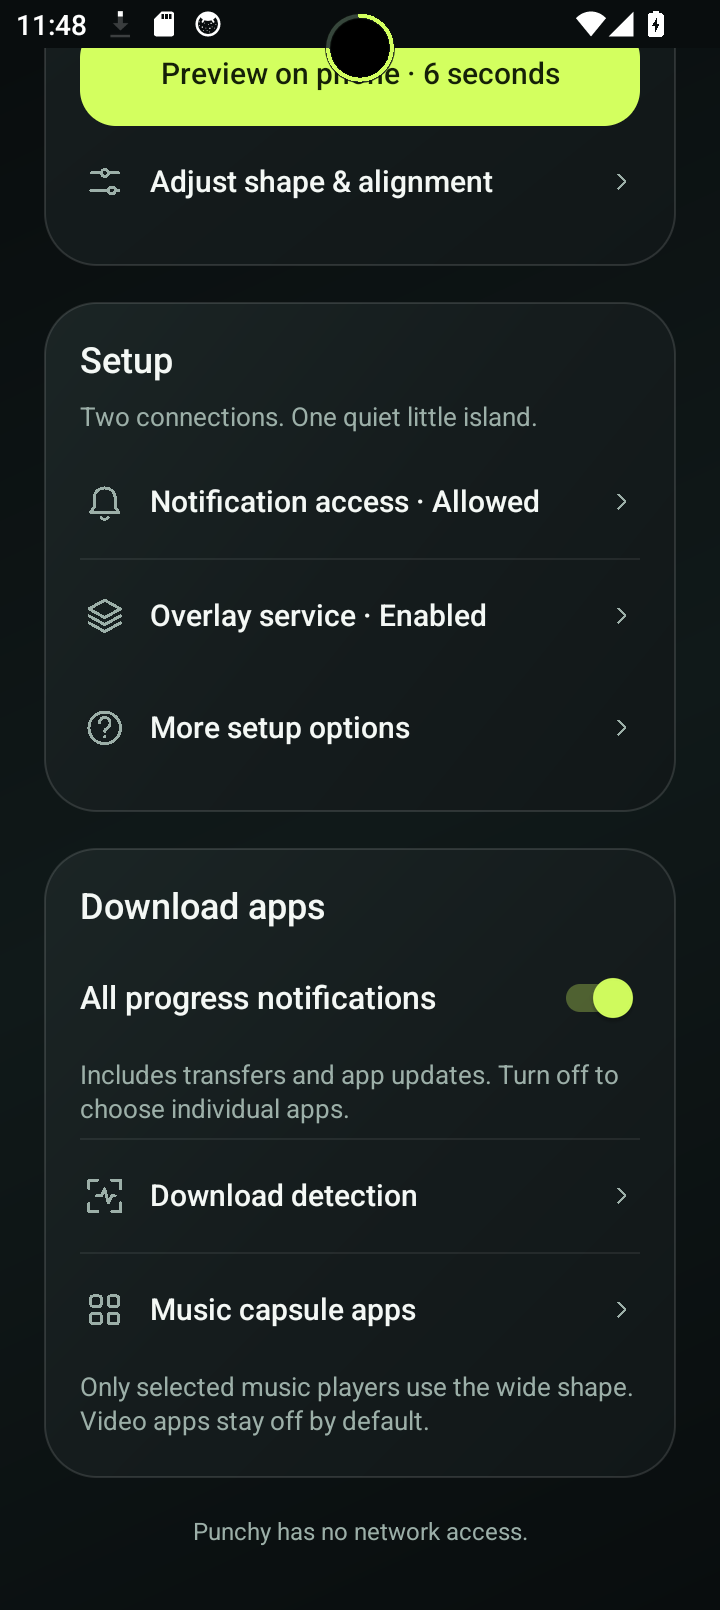 11:48
Preview on phone · 6 seconds
Adjust shape & alignment
Setup
Two connections. One quiet little island.
Notification access · Allowed
Overlay service · Enabled
More setup options
Download apps
All progress notifications
Includes transfers and app updates. Turn off to
choose individual apps.
Download detection
Music capsule apps
Only selected music players use the wide shape.
Video apps stay off by default.
Punchy has no network access.